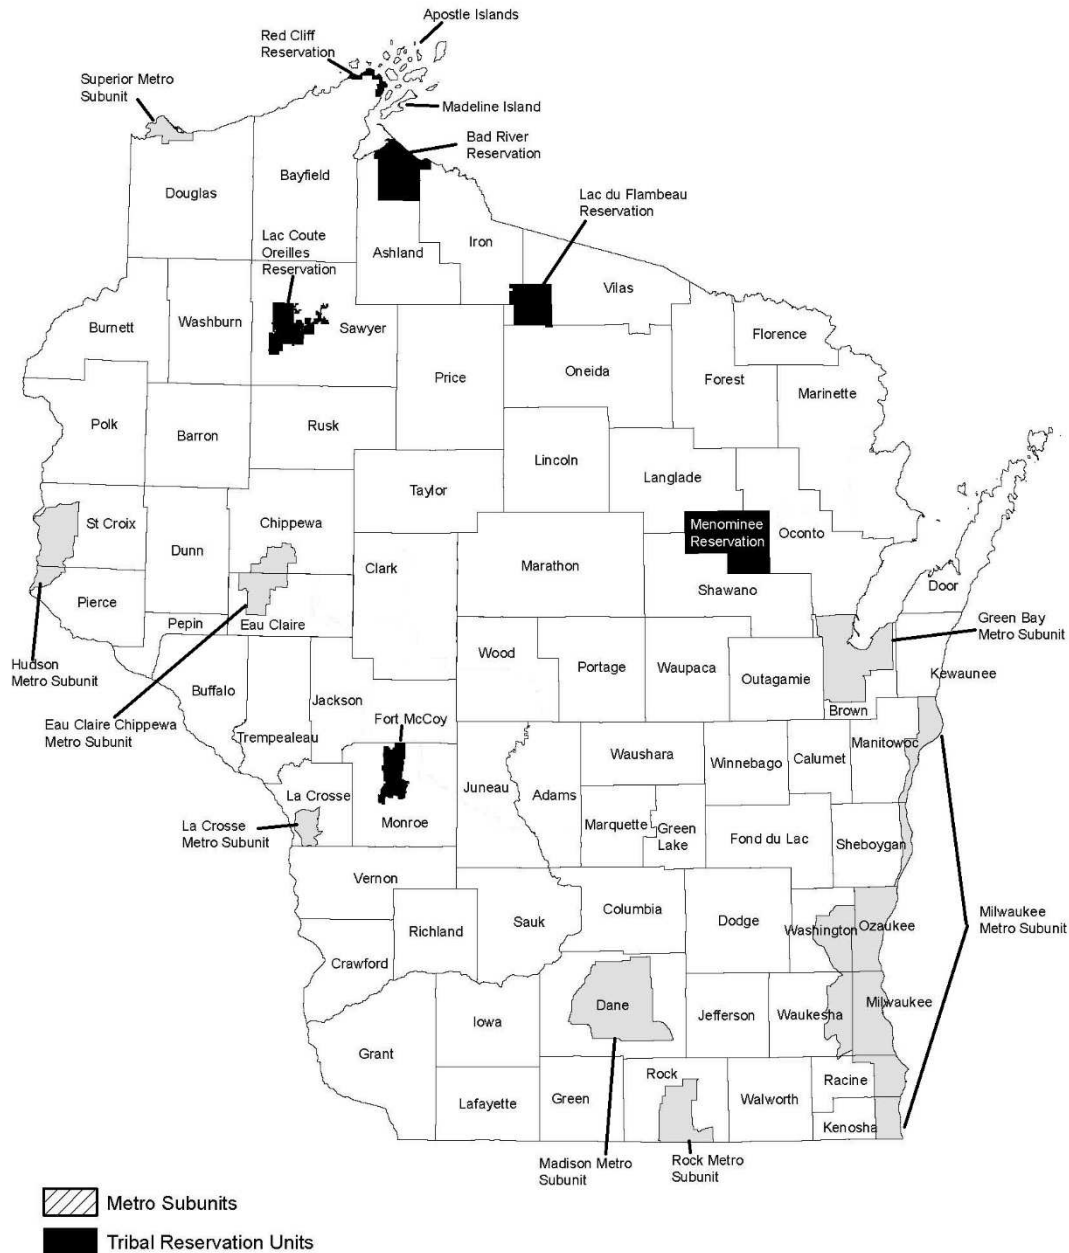 Apostle Islands
Red Cliff
Reservation
Superior Metro
Subunit
Madeline Island
Bad River
Reservation
Bayfield
Douglas
Lac du Flambeau
Reservation
Lac Coute
Oreilles
Reservation
Ashland
Iron
Vilas
Burnett
Washburn
Sawyer
Florence
Price
Oneida
Forest
Marinette
Polk
Barron
Rusk
Lincoln
Langlade
Taylor
St Croix
Chippewa
Menominee
Reservation
Oconto
Dunn
Clark
Marathon
Shawano
Door
Pierce
Pepin
Eau Claire
Green Bay
Metro Subunit
Hudson
Metro Subunit
Wood
Portage
Waupaca
Outagamie
Kewaunee
Buffalo
Jackson
Brown
Eau Claire Chippewa
Metro Subunit
Fort McCoy
Trempealeau
Manitowoc
Waushara
Winnebago
Calumet
La Crosse
Juneau
Adams
La Crosse
Metro Subunit
Monroe
Marquette
Green
Lake
Fond du Lac
Sheboygan
Vernon
Columbia
Dodge
Sauk
Richland
Washington
Ozaukee
Milwaukee
Metro Subunit
Crawford
Dane
Iowa
Jefferson
Waukesha
Milwaukee
Grant
Rock
Racine
Lafayette
Green
Walworth
Kenosha
Madison Metro
Subunit
Rock Metro
Subunit
Metro Subunits
Tribal Reservation Units